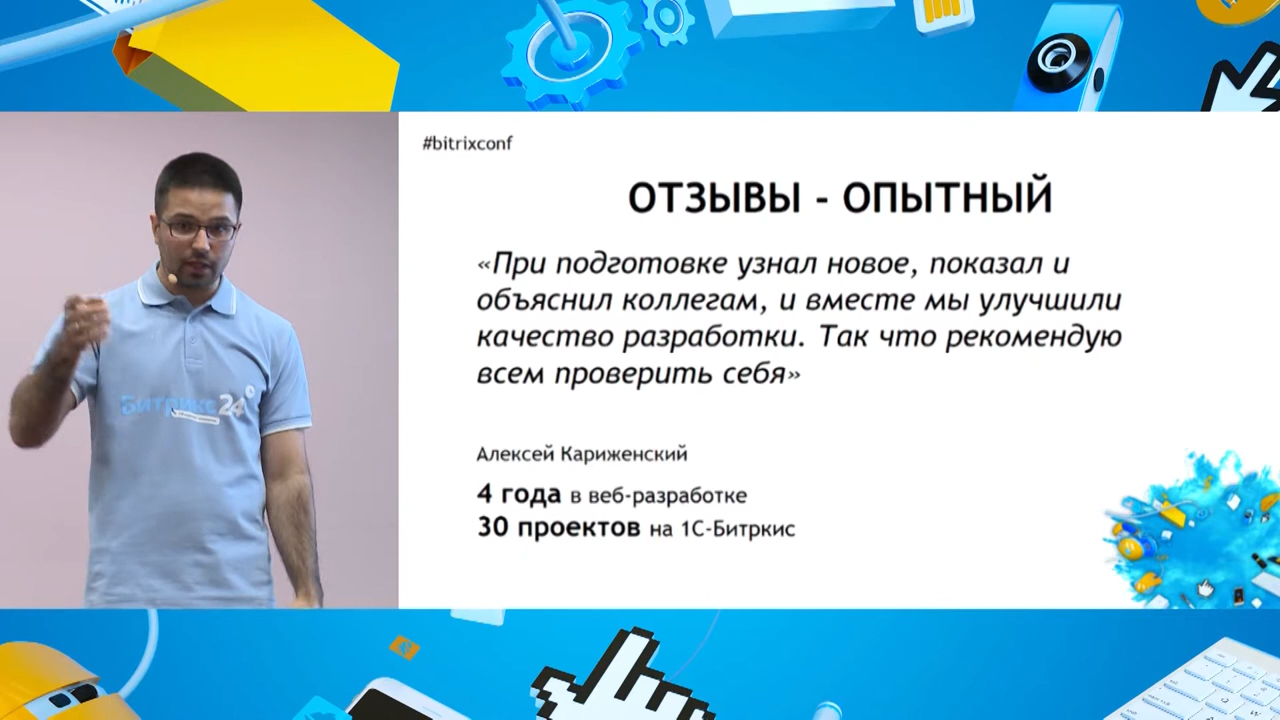 #bitrixconf
ОТЗЫВЫ - ОПЫТНЫЙ
«При подготовке узнал новое, показал и
объяснил коллегам, и вместе мы улучшили
качество разработки. Так что рекомендую
всем проверить себя»
Алексей Кариженский
4 года в веб-разработке
30 проектов на 1С-Битркис
Битрикс24